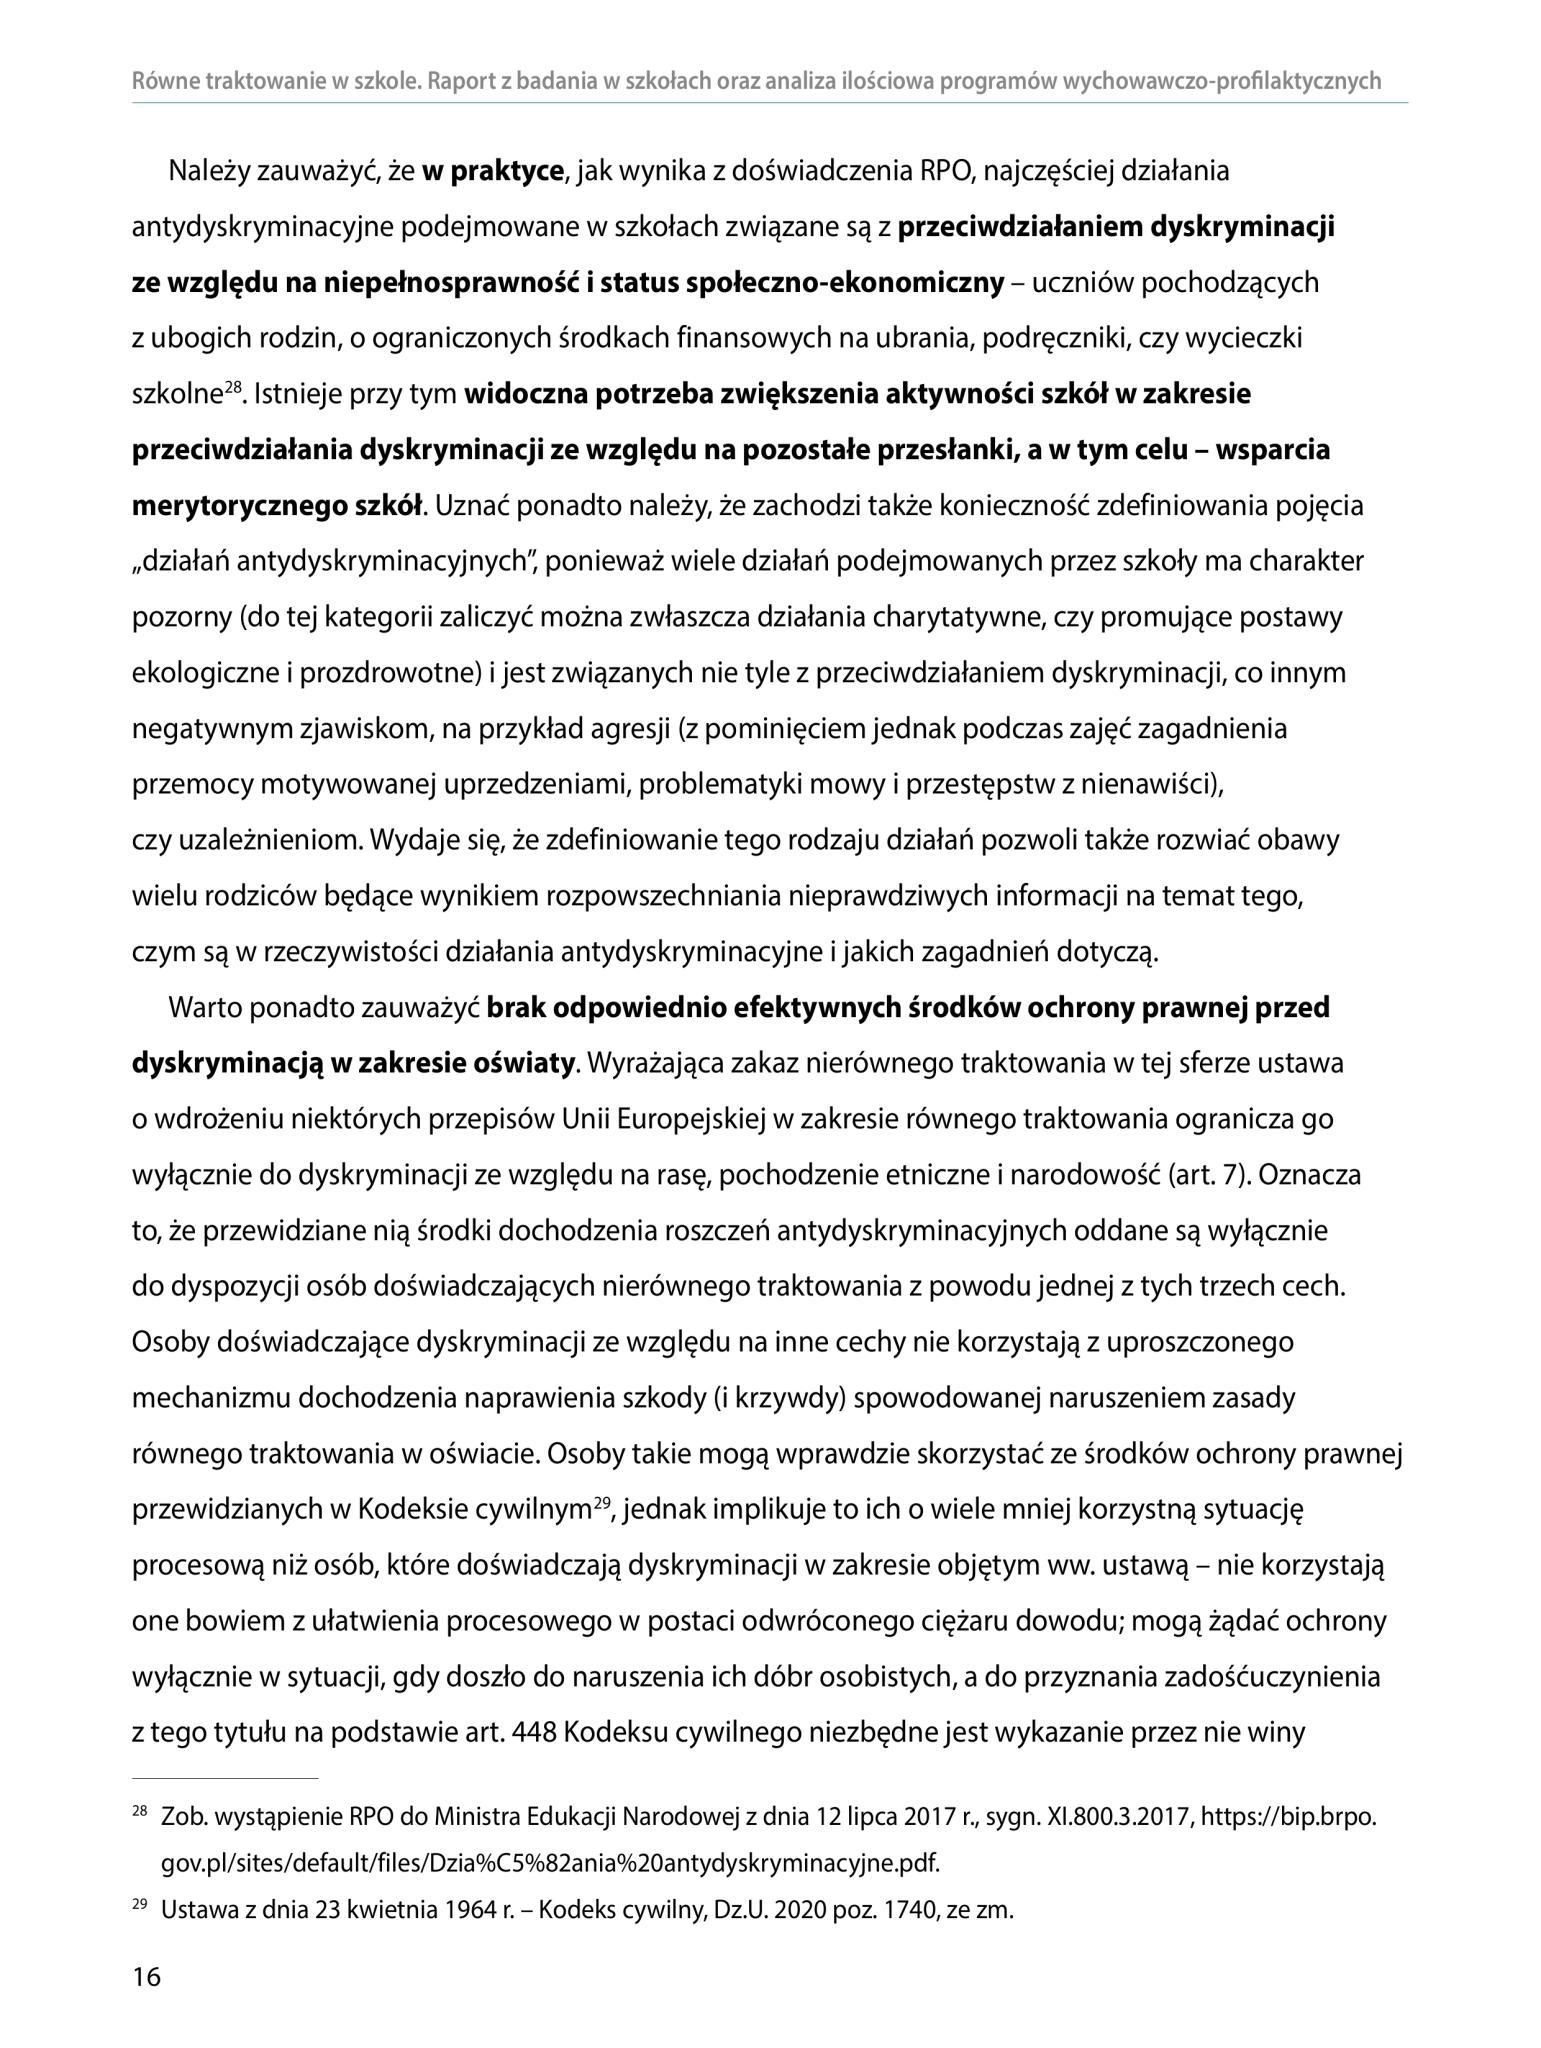 Równe traktowanie w szkole. Raport z badania w szkołach oraz analiza ilościowa programów wychowawczo-profilaktycznych
Należy zauważyć, że w praktyce, jak wynika z doświadczenia RPO, najczęściej działania
antydyskryminacyjne podejmowane w szkołach związane są z przeciwdziałaniem dyskryminacji
ze względu na niepełnosprawność i status społeczno-ekonomiczny – uczniów pochodzących
z ubogich rodzin, o ograniczonych środkach finansowych na ubrania, podręczniki, czy wycieczki
szkolne28. Istnieje przy tym widoczna potrzeba zwiększenia aktywności szkół w zakresie
przeciwdziałania dyskryminacji ze względu na pozostałe przesłanki, a w tym celu – wsparcia
merytorycznego szkół. Uznać ponadto należy, że zachodzi także konieczność zdefiniowania pojęcia
„działań antydyskryminacyjnych”, ponieważ wiele działań podejmowanych przez szkoły ma charakter
pozorny (do tej kategorii zaliczyć można zwłaszcza działania charytatywne, czy promujące postawy
ekologiczne i prozdrowotne) i jest związanych nie tyle z przeciwdziałaniem dyskryminacji, co innym
negatywnym zjawiskom, na przykład agresji (z pominięciem jednak podczas zajęć zagadnienia
przemocy motywowanej uprzedzeniami, problematyki mowy i przestępstw z nienawiści),
czy uzależnieniom. Wydaje się, że zdefiniowanie tego rodzaju działań pozwoli także rozwiać obawy
wielu rodziców będące wynikiem rozpowszechniania nieprawdziwych informacji na temat tego,
czym są w rzeczywistości działania antydyskryminacyjne i jakich zagadnień dotyczą.
Warto ponadto zauważyć brak odpowiednio efektywnych środków ochrony prawnej przed
dyskryminacją w zakresie oświaty. Wyrażająca zakaz nierównego traktowania w tej sferze ustawa
o wdrożeniu niektórych przepisów Unii Europejskiej w zakresie równego traktowania ogranicza go
wyłącznie do dyskryminacji ze względu na rasę, pochodzenie etniczne i narodowość (art. 7). Oznacza
to, że przewidziane nią środki dochodzenia roszczeń antydyskryminacyjnych oddane są wyłącznie
do dyspozycji osób doświadczających nierównego traktowania z powodu jednej z tych trzech cech.
Osoby doświadczające dyskryminacji ze względu na inne cechy nie korzystają z uproszczonego
mechanizmu dochodzenia naprawienia szkody (i krzywdy) spowodowanej naruszeniem zasady
równego traktowania w oświacie. Osoby takie mogą wprawdzie skorzystać ze środków ochrony prawnej
przewidzianych w Kodeksie cywilnym29, jednak implikuje to ich o wiele mniej korzystną sytuację
procesową niż osób, które doświadczają dyskryminacji w zakresie objętym ww. ustawą – nie korzystają
one bowiem z ułatwienia procesowego w postaci odwróconego ciężaru dowodu; mogą żądać ochrony
wyłącznie w sytuacji, gdy doszło do naruszenia ich dóbr osobistych, a do przyznania zadośćuczynienia
z tego tytułu na podstawie art. 448 Kodeksu cywilnego niezbędne jest wykazanie przez nie winy
28 Zob. wystąpienie RPO do Ministra Edukacji Narodowej z dnia 12 lipca 2017 r., sygn. XI.800.3.2017, https://bip.brpo.
gov.pl/sites/default/files/Dzia%C5%82ania%20antydyskryminacyjne.pdf.
29 Ustawa z dnia 23 kwietnia 1964 r. – Kodeks cywilny, Dz.U. 2020 poz. 1740, ze zm.
16